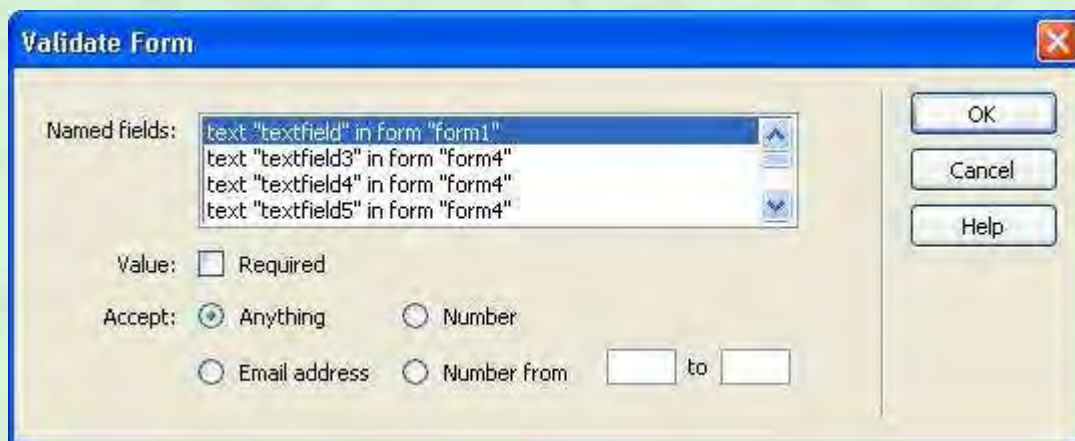 Validate Form
Named fields:
text "textfield" in form "form1"
text "textfield3" in form "form4"
text "textfield4" in form "form4"
text "textfield5" in form "form4"
Value: Required
Accept: Anything Number
Email address Number from to
OK
Cancel
Help